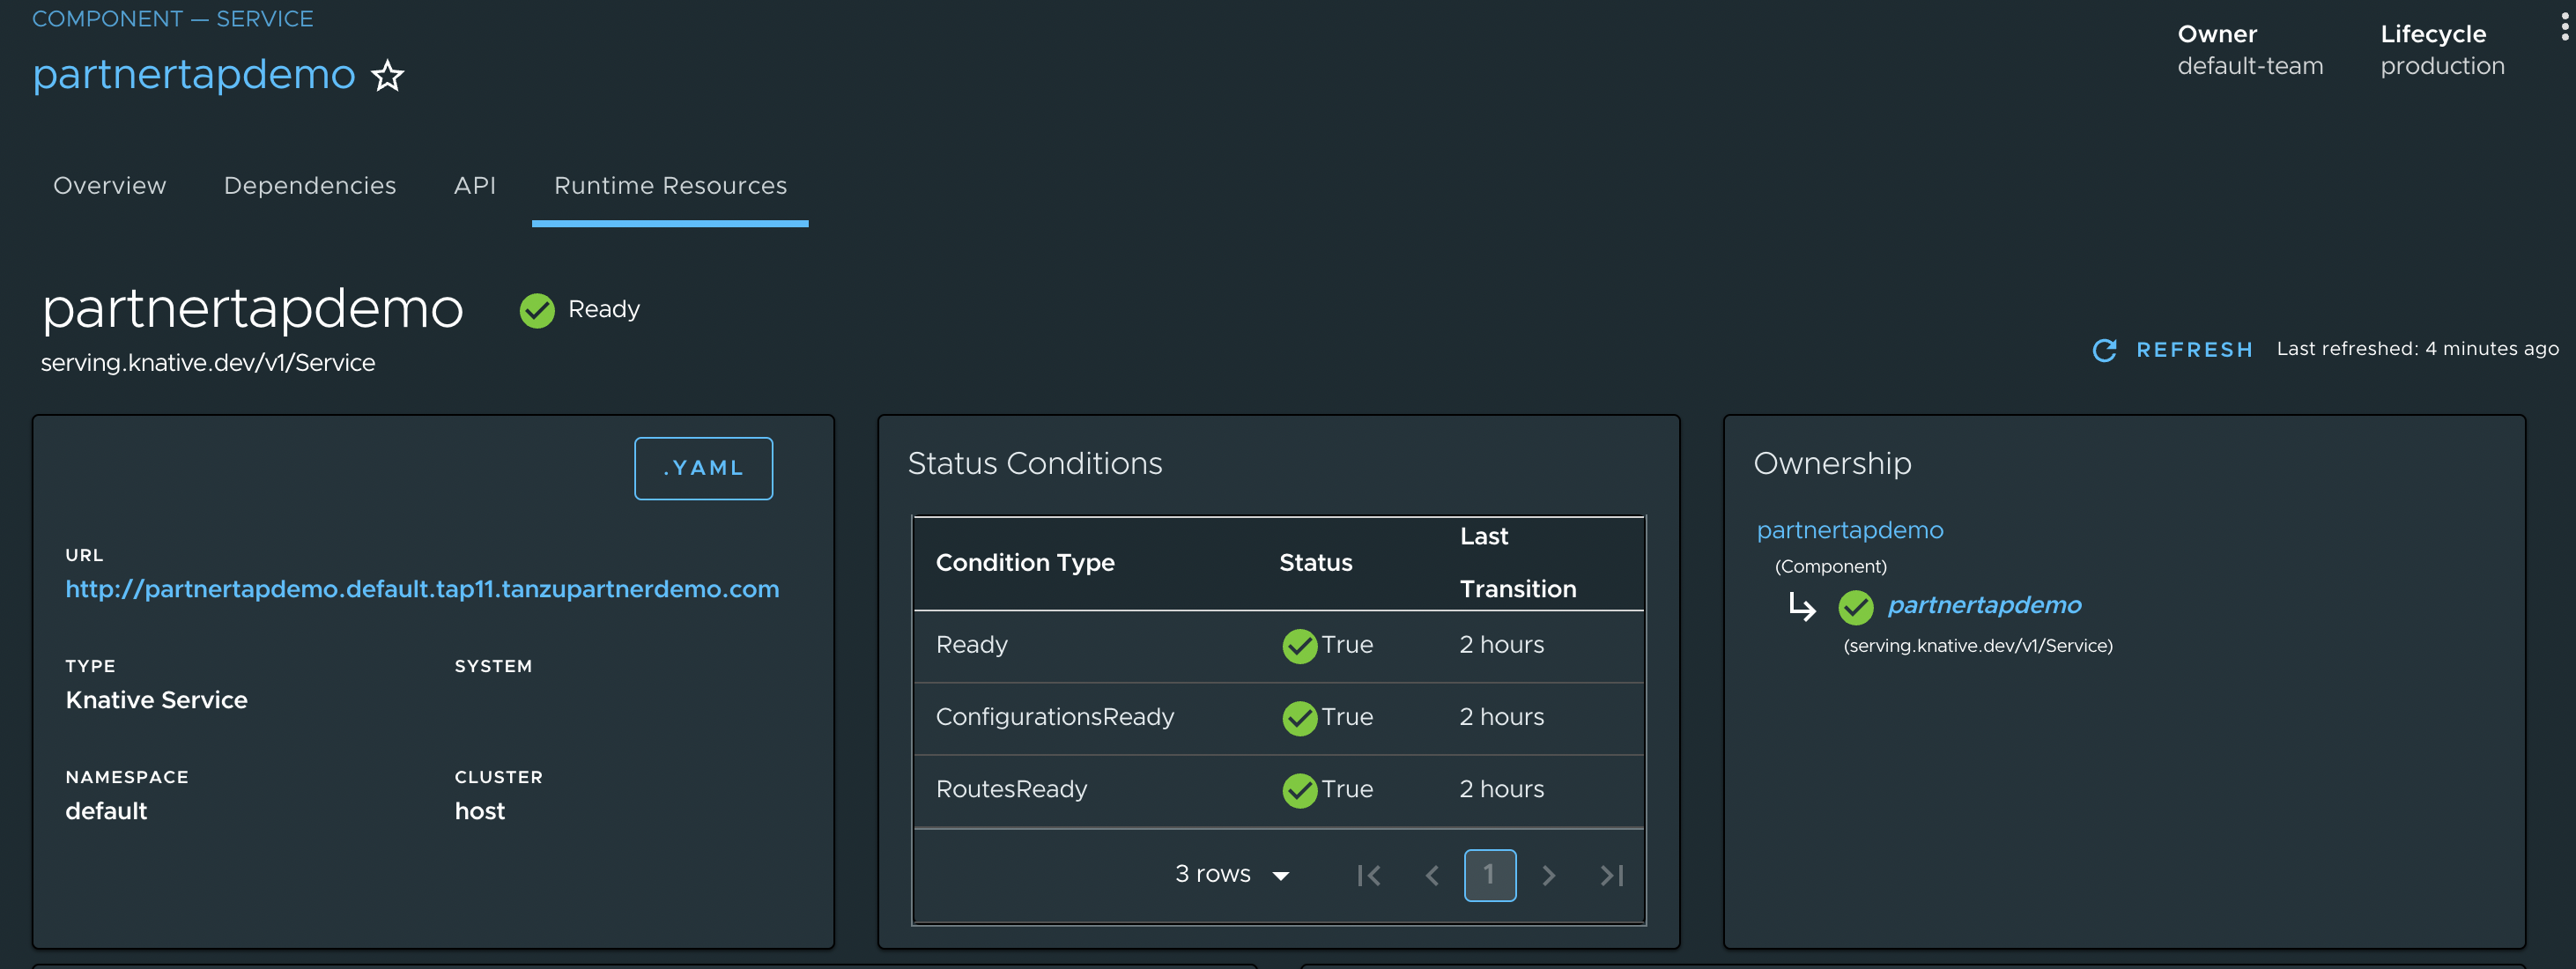 COMPONENT — SERVICE
partnertapdemo
Owner
default-team
Lifecycle
production
Overview
Dependencies
API
Runtime Resources
partnertapdemo
Ready
serving.knative.dev/v1/Service
REFRESH
Last refreshed: 4 minutes ago
.YAML
URL
http://partnertapdemo.default.tap11.tanzupartnerdemo.com
TYPE
Knative Service
SYSTEM
NAMESPACE
default
CLUSTER
host
Status Conditions
Condition Type
Status
Last
Transition
Ready
True
2 hours
ConfigurationsReady
True
2 hours
RoutesReady
True
2 hours
3 rows
1
Ownership
partnertapdemo
(Component)
partnertapdemo
(serving.knative.dev/v1/Service)